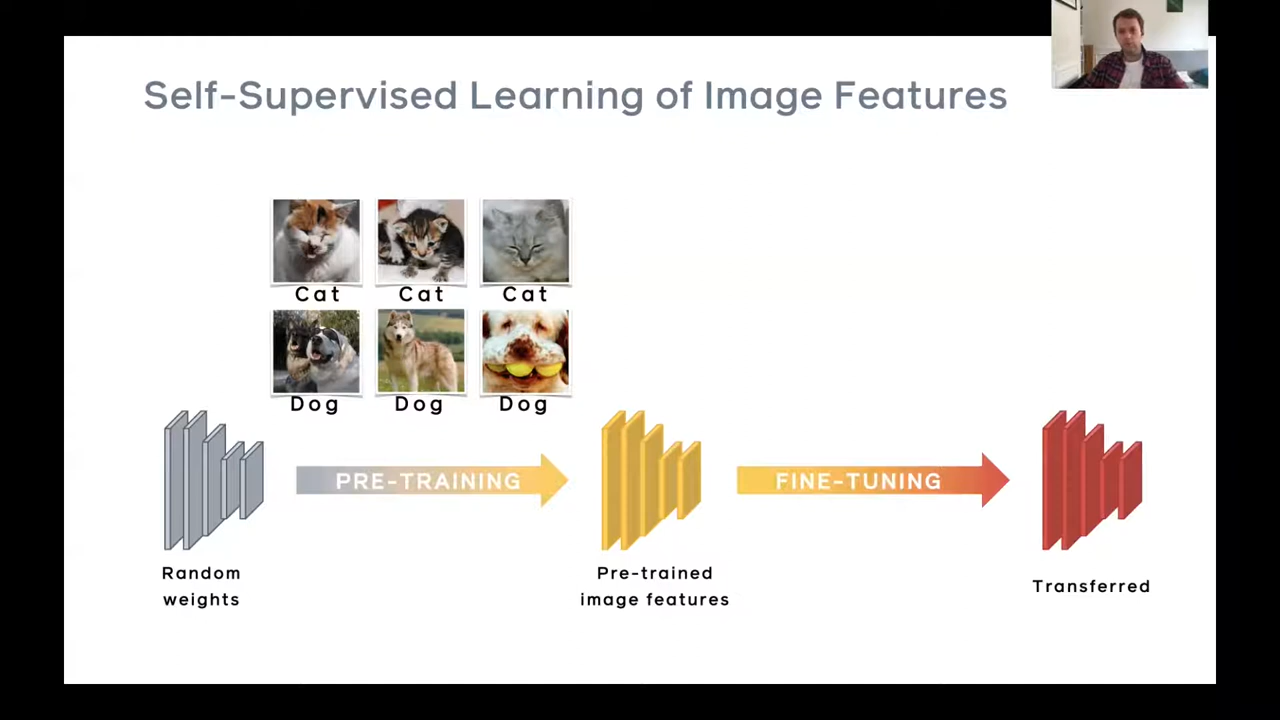 Self-Supervised Learning of Image Features
Cat Cat Cat
Dog Dog Dog
PRE-TRAINING
FINE-TUNING
Random
weights
Pre-trained
image features
Transferred